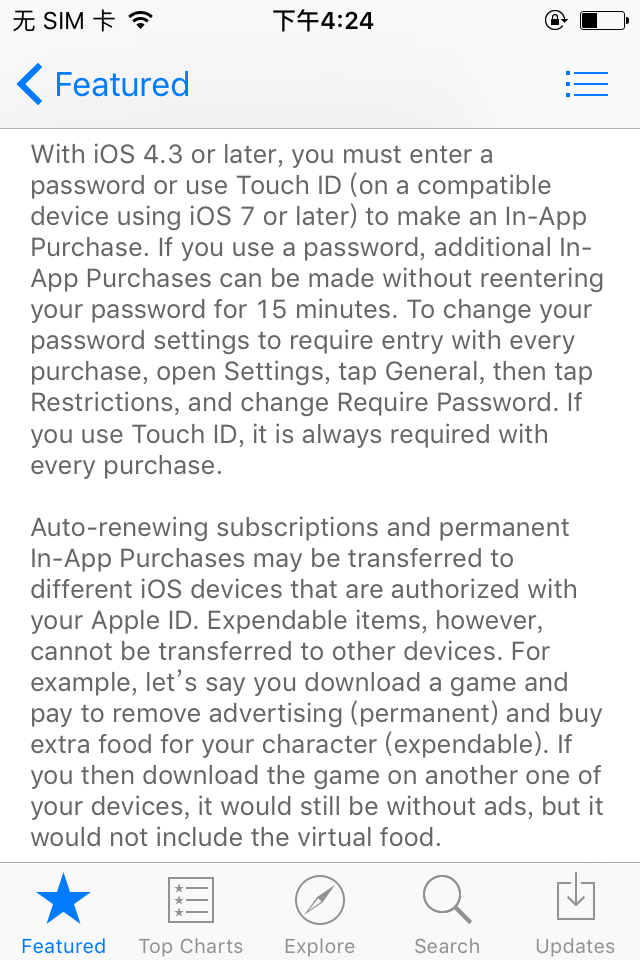 无 SIM 卡 下午4:24
Featured
With iOS 4.3 or later, you must enter a
password or use Touch ID (on a compatible
device using iOS 7 or later) to make an In-App
Purchase. If you use a password, additional In-
App Purchases can be made without reentering
your password for 15 minutes. To change your
password settings to require entry with every
purchase, open Settings, tap General, then tap
Restrictions, and change Require Password. If
you use Touch ID, it is always required with
every purchase.
Auto-renewing subscriptions and permanent
In-App Purchases may be transferred to
different iOS devices that are authorized with
your Apple ID. Expendable items, however,
cannot be transferred to other devices. For
example, let’s say you download a game and
pay to remove advertising (permanent) and buy
extra food for your character (expendable). If
you then download the game on another one of
your devices, it would still be without ads, but it
would not include the virtual food.
Featured Top Charts Explore Search Updates